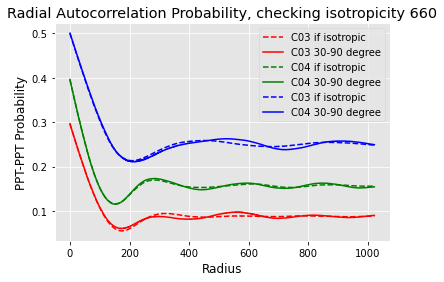 Radial Autocorrelation Probability, checking isotropicity 660
C03 if isotropic
C03 30-90 degree
C04 if isotropic
C04 30-90 degree
C03 if isotropic
C04 30-90 degree
PPT-PPT Probability
0.5
0.4
0.3
0.2
0.1
0 200 400 600 800 1000
Radius